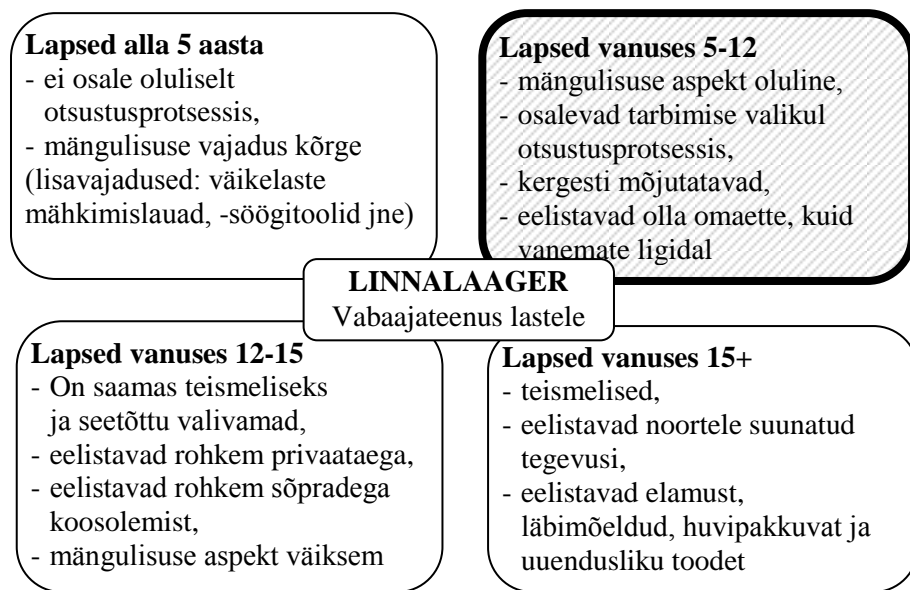 Lapsed alla 5 aasta
- ei osale oluliselt
otsustusprotsessis,
- mängulisuse vajadus kõrge
(lisavajadused: väikelaste
mähkimislauad, -söögitoolid jne)
Lapsed vanuses 5-12
- mängulisuse aspekt oluline,
- osalevad tarbimise valikul
otsustusprotsessis,
- kergesti mõjutatavad,
- eelistavad olla omaette, kuid
vanemate ligidal
LINNALAAGER
Vabaajateenus lastele
Lapsed vanuses 12-15
- On saamas teismeliseks
ja seetõttu valivamad,
- eelistavad rohkem privaataega,
- eelistavad rohkem sõpradega
koosolemist,
- mängulisuse aspekt väiksem
Lapsed vanuses 15+
- teismelised,
- eelistavad noortele suunatud
tegevusi,
- eelistavad elamust,
läbimõeldud, huvipakkuvat ja
uuendusliku toodet